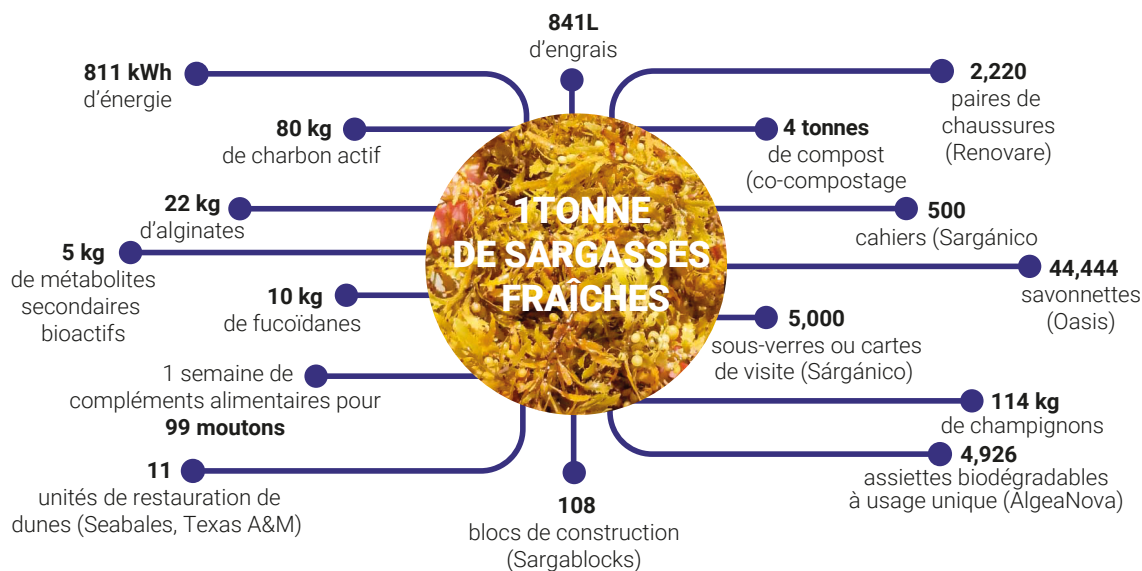 841L
d'engrais
811 kWh
d'énergie
2,220
paires de
chaussures
(Renovare)
80 kg
de charbon actif
4 tonnes
de compost
(co-compostage
22 kg
d'alginates
500
cahiers (Sargánico
1TONNE
DE SARGASSES
FRAÎCHES
5 kg
de métabolites
secondaires
bioactifs
44,444
savonnettes
(Oasis)
10 kg
de fucoïdanes
5,000
sous-verres ou cartes
de visite (Sárgánico)
1 semaine de
compléments alimentaires pour
99 moutons
114 kg
de champignons
11
unités de restauration de
dunes (Seabales, Texas A&M)
4,926
assiettes biodégradables
à usage unique (AlgeaNova)
108
blocs de construction
(Sargablocks)